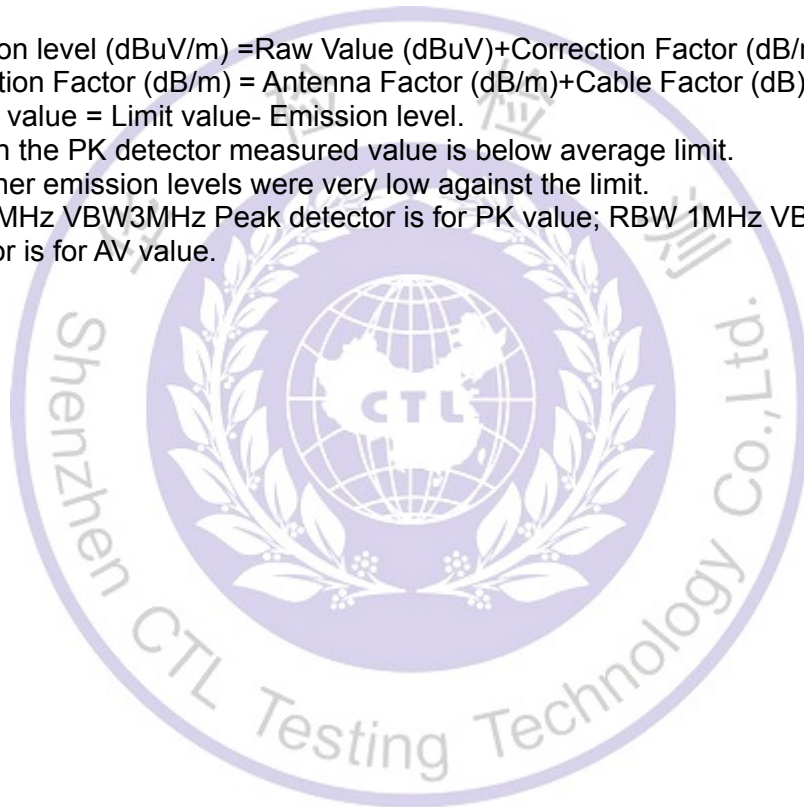 on level (dBuV/m) =Raw Value (dBuV)+Correction Factor (dB/m
tion Factor (dB/m) = Antenna Factor (dB/m)+Cable Factor (dB)
value = Limit value- Emission level.
n the PK detector measured value is below average limit.
ner emission levels were very low against the limit.
MHz VBW3MHz Peak detector is for PK value; RBW 1MHz VB
or is for AV value.
检 测
Shenzhen CTL Testing Technology Co., Ltd.
CTL